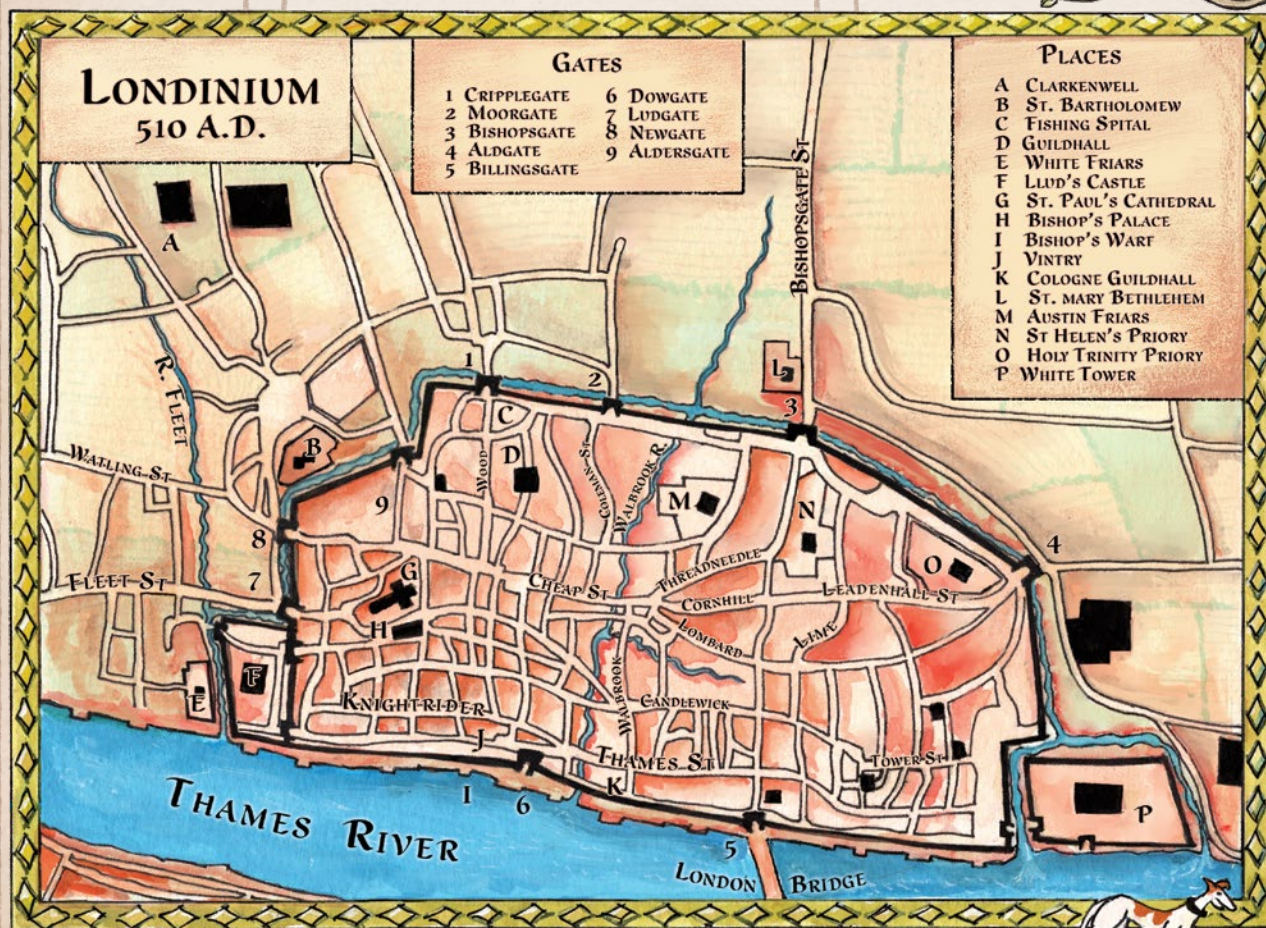 LONDINIUM
510 A.D.
GATES
1 CRIPPLEGATE
2 MOORGATE
3 BISHOPSGATE
4 ALDGATE
5 BILLINGSGATE
6 DOWGATE
7 LUDGATE
8 NEWGATE
9 ALDERSGATE
PLACES
A CLARKENWELL
B ST. BARTHOLOMEW
C FISHING SPITAL
D GUILDHALL
E WHITE FRIARS
F LLUD'S CASTLE
G ST. PAUL'S CATHEDRAL
H BISHOP'S PALACE
I BISHOP'S WARF
J VINTRY
K COLOGNE GUILDHALL
L ST. MARY BETHLEHEM
M AUSTIN FRIARS
N ST HELEN'S PRIORY
O HOLY TRINITY PRIORY
P WHITE TOWER
BISHOPSGATE ST
A
R. FLEET
1
2
L
3
C
B
WATLING ST
WOOD
D
COLEMAN ST
WALBROOK R.
M
N
9
8
4
O
7
FLEET ST
G
CHEAP ST
THREADNEEDLE
CORNHILL
LEADENHALL ST
H
LOMBARD
LIME
F
E
KNIGHTRIDER
WALBROOK
CANDLEWICK
J
THAMES ST
TOWER ST
K
I
6
P
THAMES RIVER
5
LONDON BRIDGE